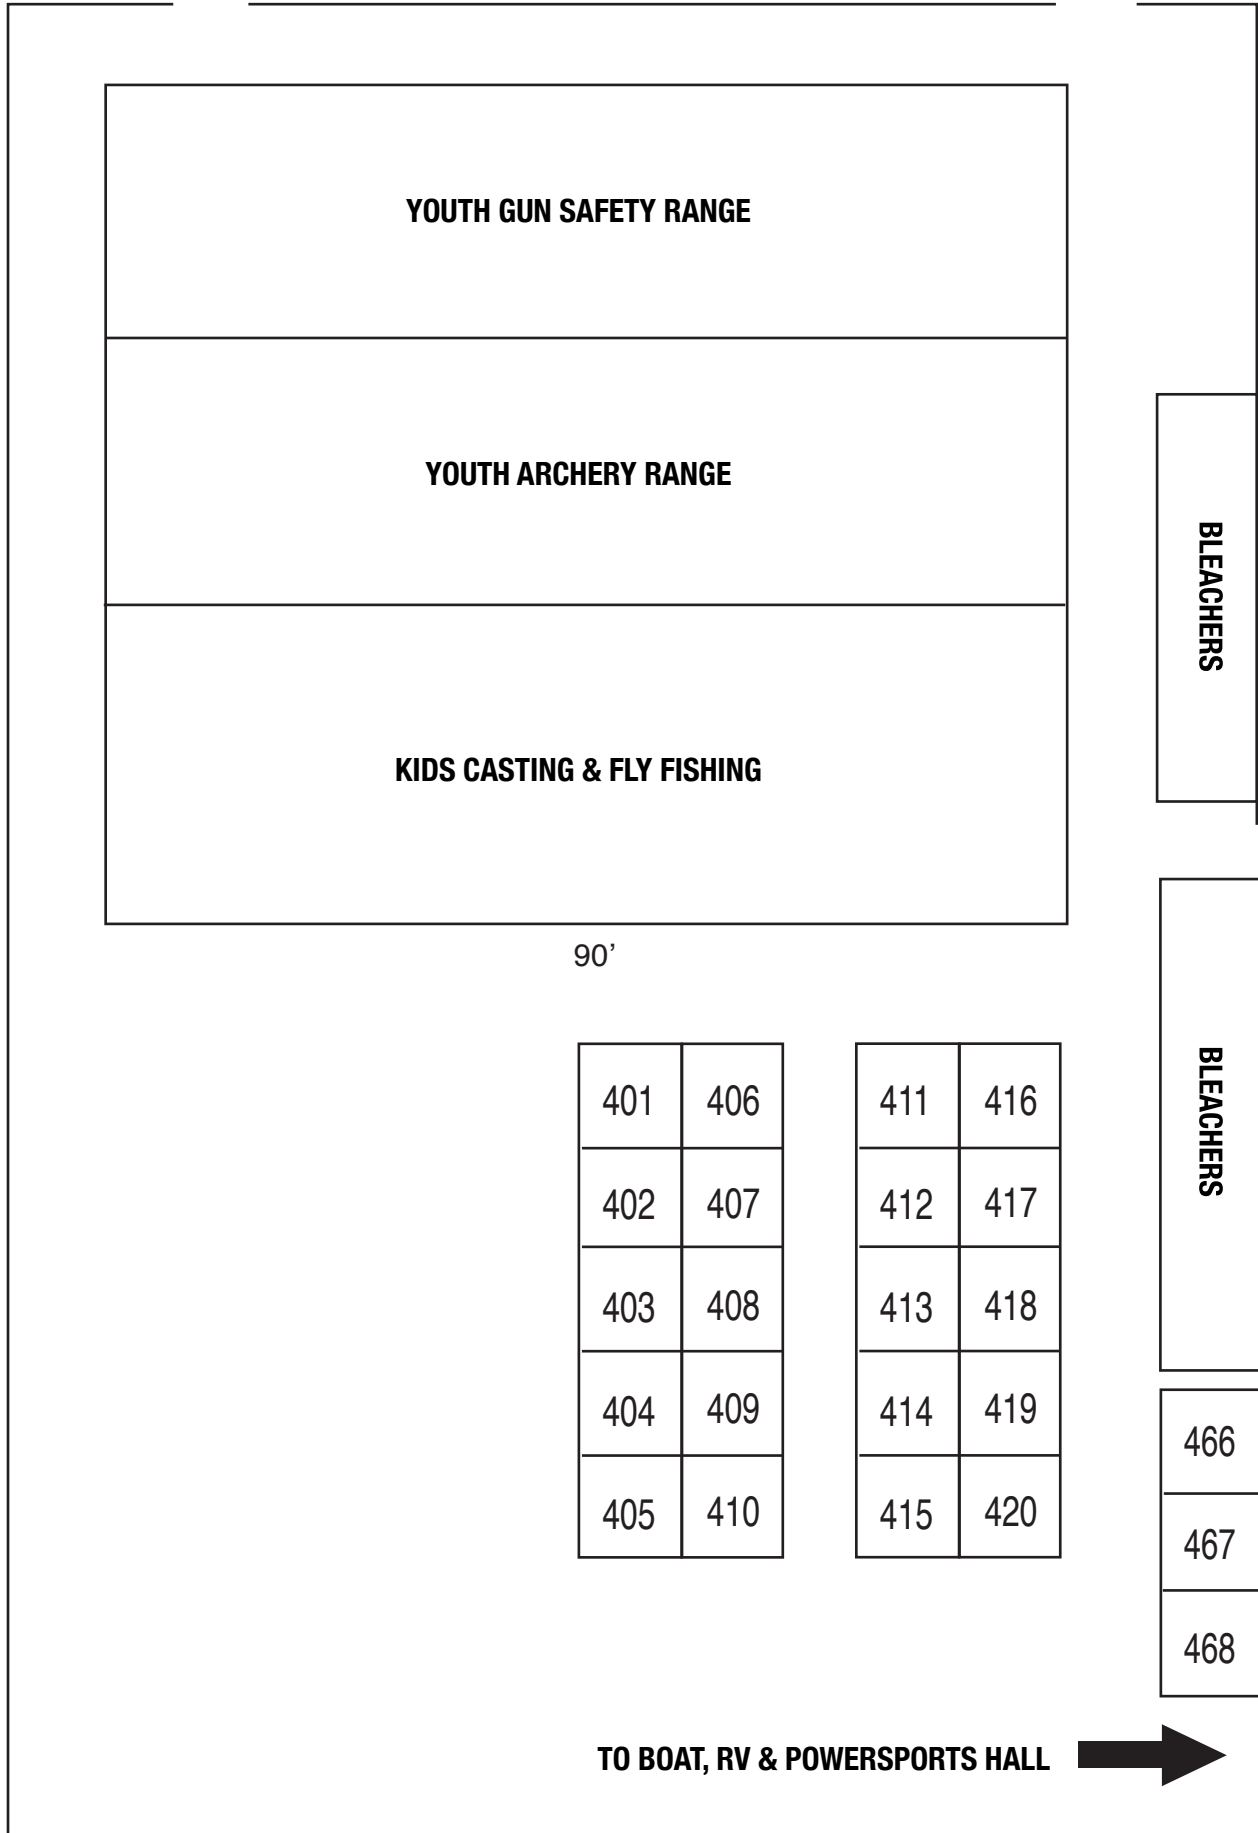 YOUTH GUN SAFETY RANGE
YOUTH ARCHERY RANGE
BLEACHERS
KIDS CASTING & FLY FISHING
90’
401 406 411 416
BLEACHERS
402 407 412 417
403 408 413 418
404 409 414 419
466
405 410 415 420
467
468
TO BOAT, RV & POWERSPORTS HALL